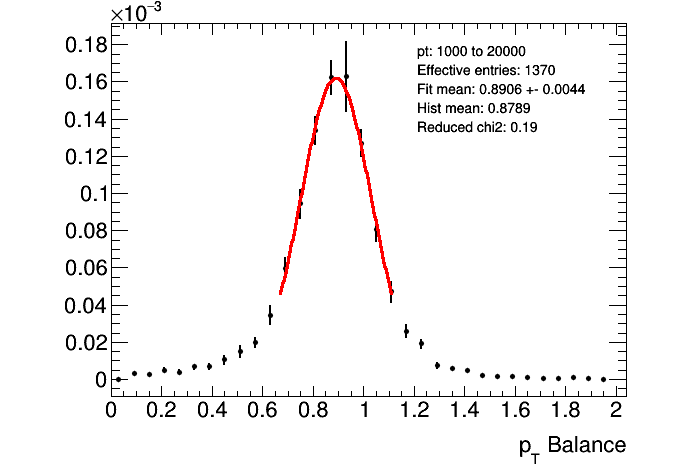 ×10⁻³
pt: 1000 to 20000
Effective entries: 1370
Fit mean: 0.8906 +- 0.0044
Hist mean: 0.8789
Reduced chi2: 0.19
0.18
0.16
0.14
0.12
0.1
0.08
0.06
0.04
0.02
0
0 0.2 0.4 0.6 0.8 1 1.2 1.4 1.6 1.8 2
p_T Balance